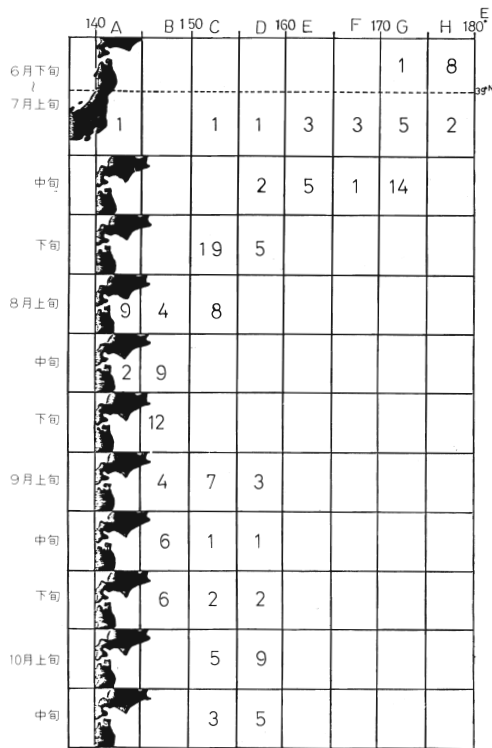 E
140 A B 150 C D 160 E F 170 G H 180°
6月下旬 1 8
~ 39°N
7月上旬
1 1 1 3 3 5 2
中旬 2 5 1 14
下旬 19 5
8月上旬 9 4 8
中旬 2 9
下旬 12
9月上旬 4 7 3
中旬 6 1 1
下旬 6 2 2
10月上旬 5 9
中旬 3 5